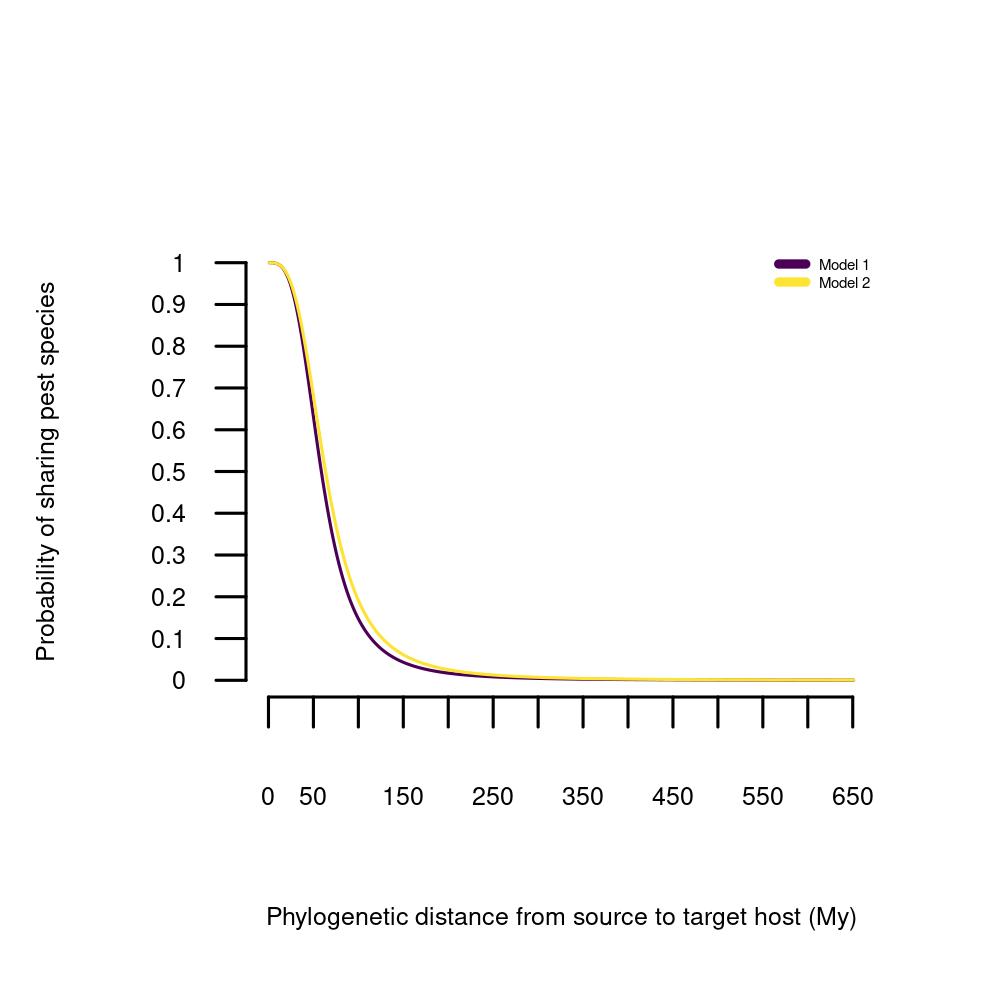 Model 1
Model 2
Probability of sharing pest species
1
0.9
0.8
0.7
0.6
0.5
0.4
0.3
0.2
0.1
0
0 50 150 250 350 450 550 650
Phylogenetic distance from source to target host (My)